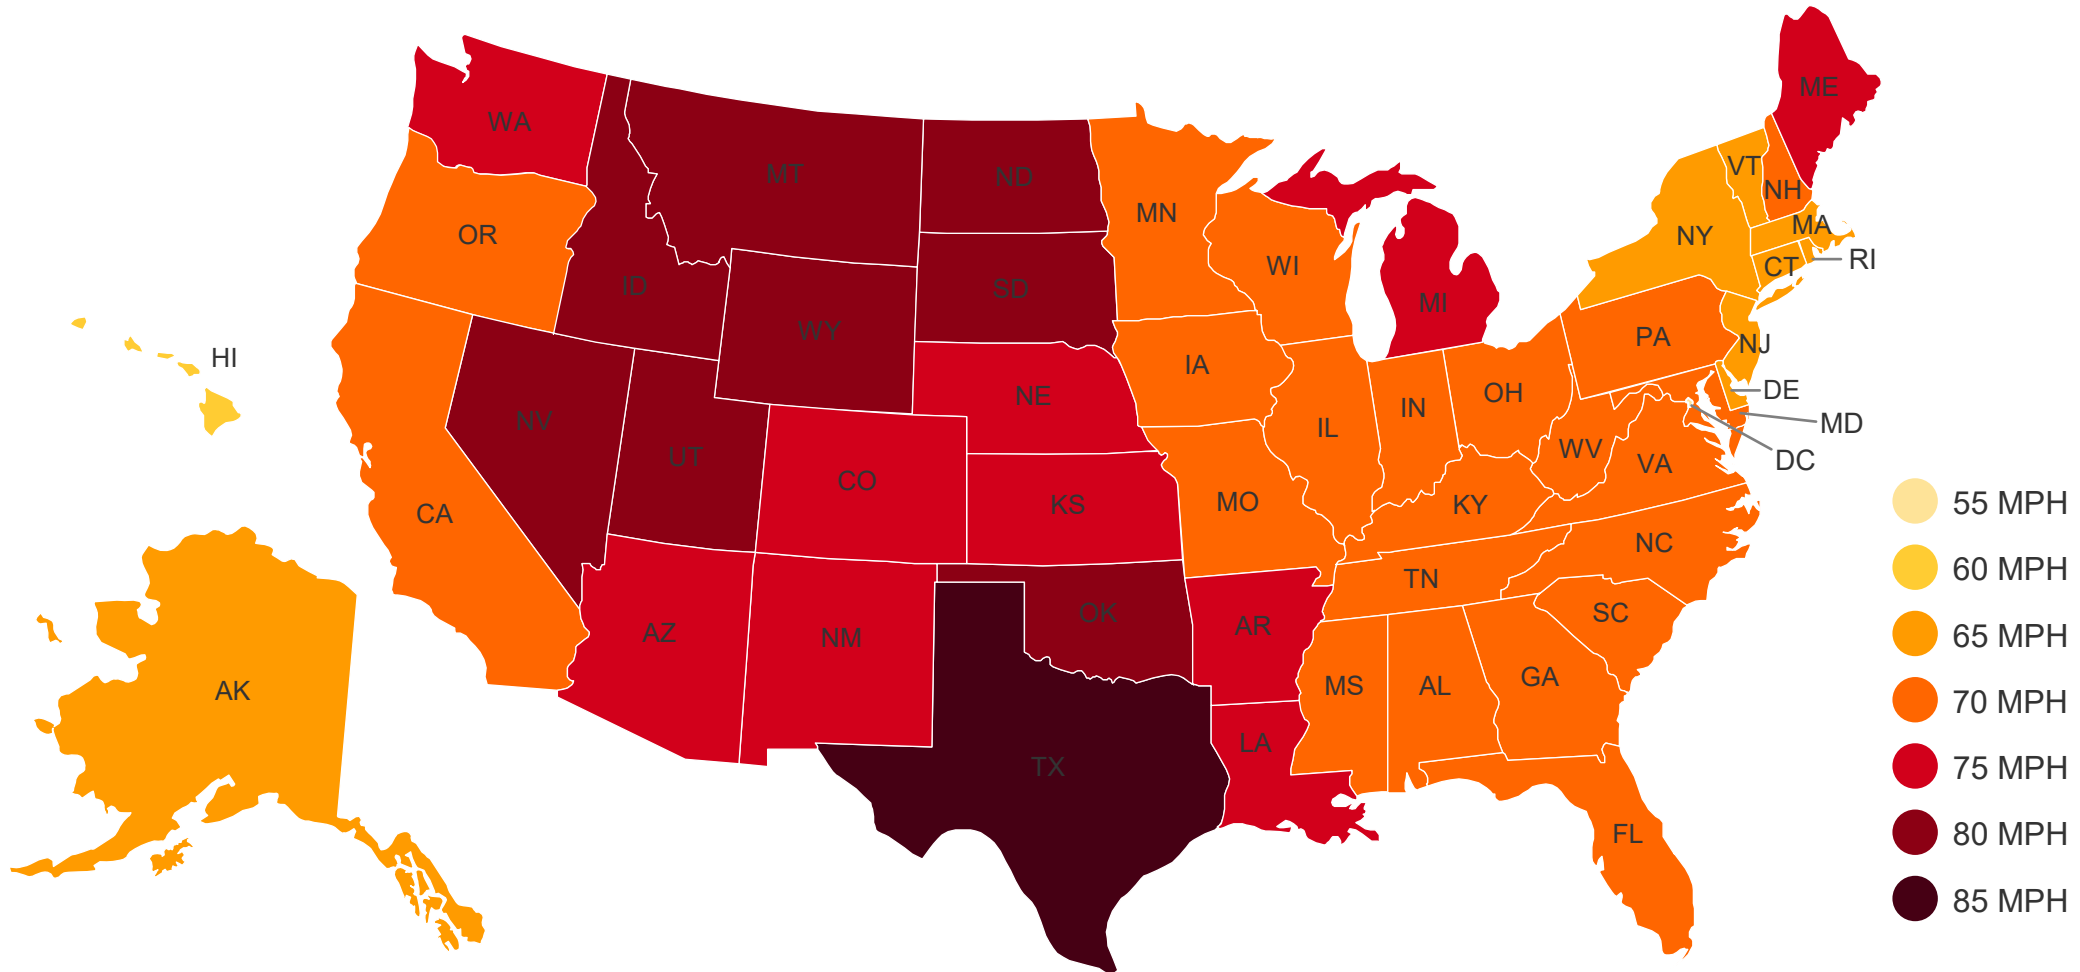 WA
ME
MT
ND
VT
NH
MN
MA
OR
NY
RI
WI
CT
ID
SD
MI
WY
PA
NJ
HI
IA
DE
NE
OH
IN
MD
NV
IL
WV
DC
UT
VA
CO
MO
KS
KY
55 MPH
CA
NC
60 MPH
TN
OK
SC
AR
AZ
NM
65 MPH
GA
MS
AL
AK
70 MPH
LA
TX
75 MPH
FL
80 MPH
85 MPH